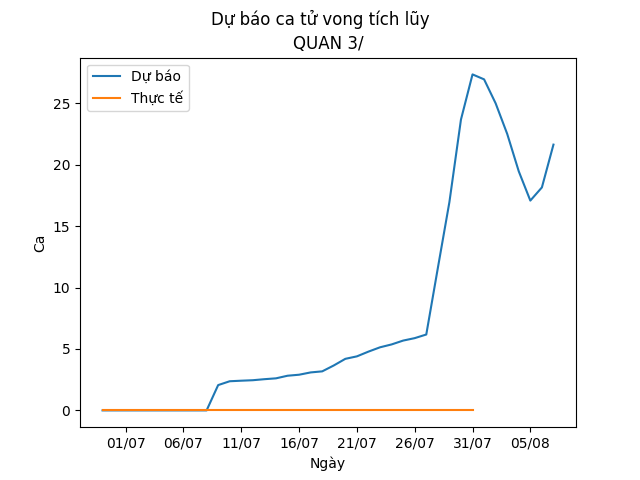 Dự báo ca tử vong tích lũy
QUAN 3/
Dự báo
Thực tế
Ca
25
20
15
10
5
0
01/07 06/07 11/07 16/07 21/07 26/07 31/07 05/08
Ngày